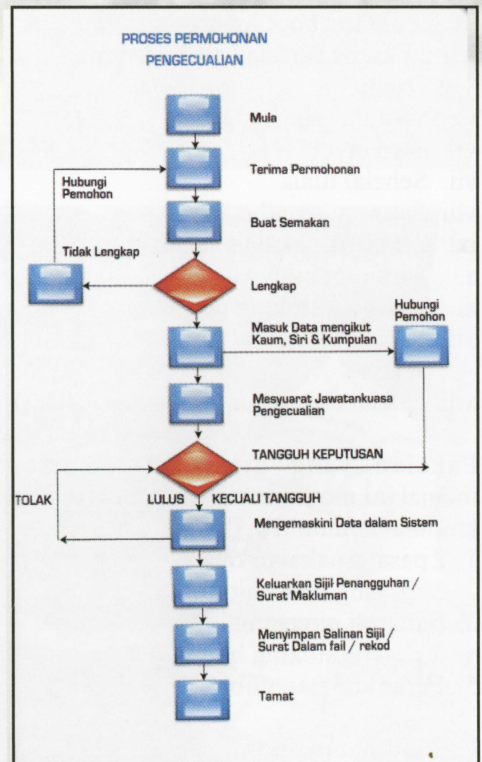 PROSES PERMOHONAN
PENGECUALIAN
Mula
Hubungi
Pemohon
Terima Permohonan
Buat Semakan
Tidak Lengkap
Lengkap
Hubungi
Pemohon
Masuk Data mengikut
Kaum, Siri & Kumpulan
Mesyuarat Jawatankuasa
Pengecualian
TANGGUH KEPUTUSAN
TOLAK
LULUS
KECUALI TANGGUH
Mengemaskini Data dalam Sistem
Keluarkan Sijil Penangguhan /
Surat Makluman
Menyimpan Salinan Sijil /
Surat Dalam fail / rekod
Tamat